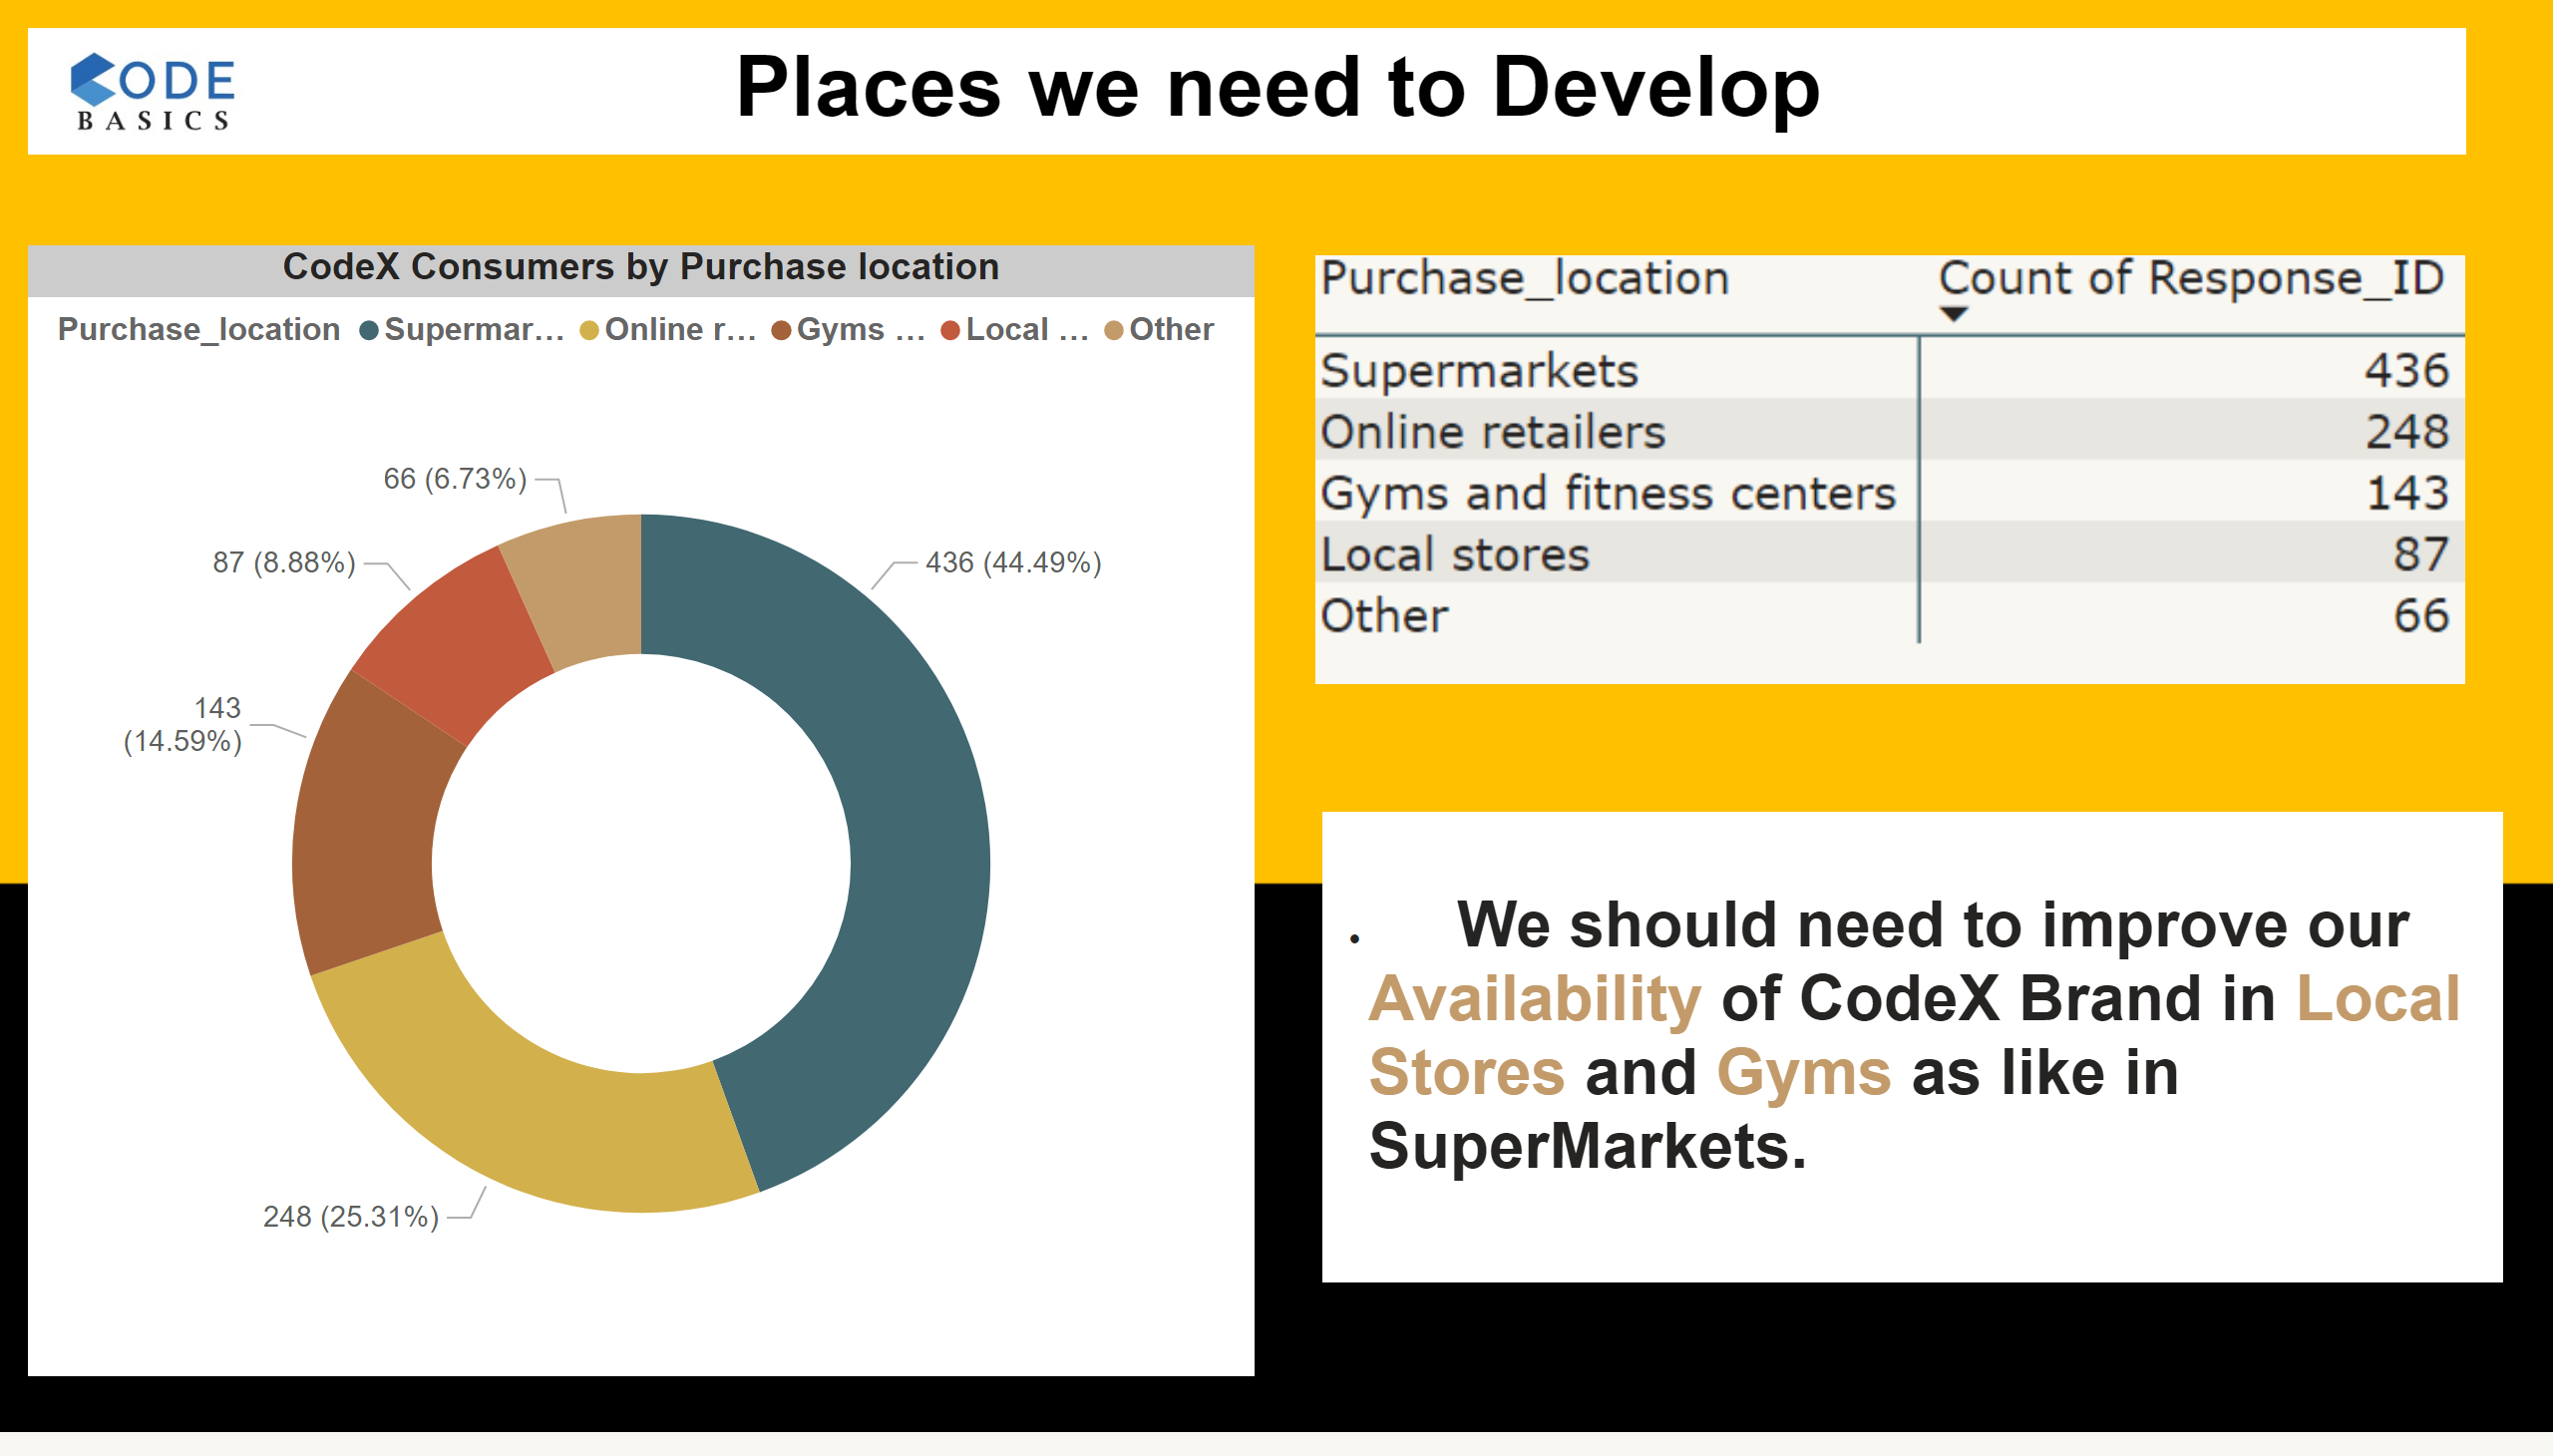 CODE
BASICS
Places we need to Develop
CodeX Consumers by Purchase location
Purchase_location Supermar... Online r... Gyms ... Local ... Other
66 (6.73%)
87 (8.88%)
436 (44.49%)
143
(14.59%)
248 (25.31%)
Purchase_location Count of Response_ID
Supermarkets 436
Online retailers 248
Gyms and fitness centers 143
Local stores 87
Other 66
• We should need to improve our
Availability of CodeX Brand in Local
Stores and Gyms as like in
SuperMarkets.